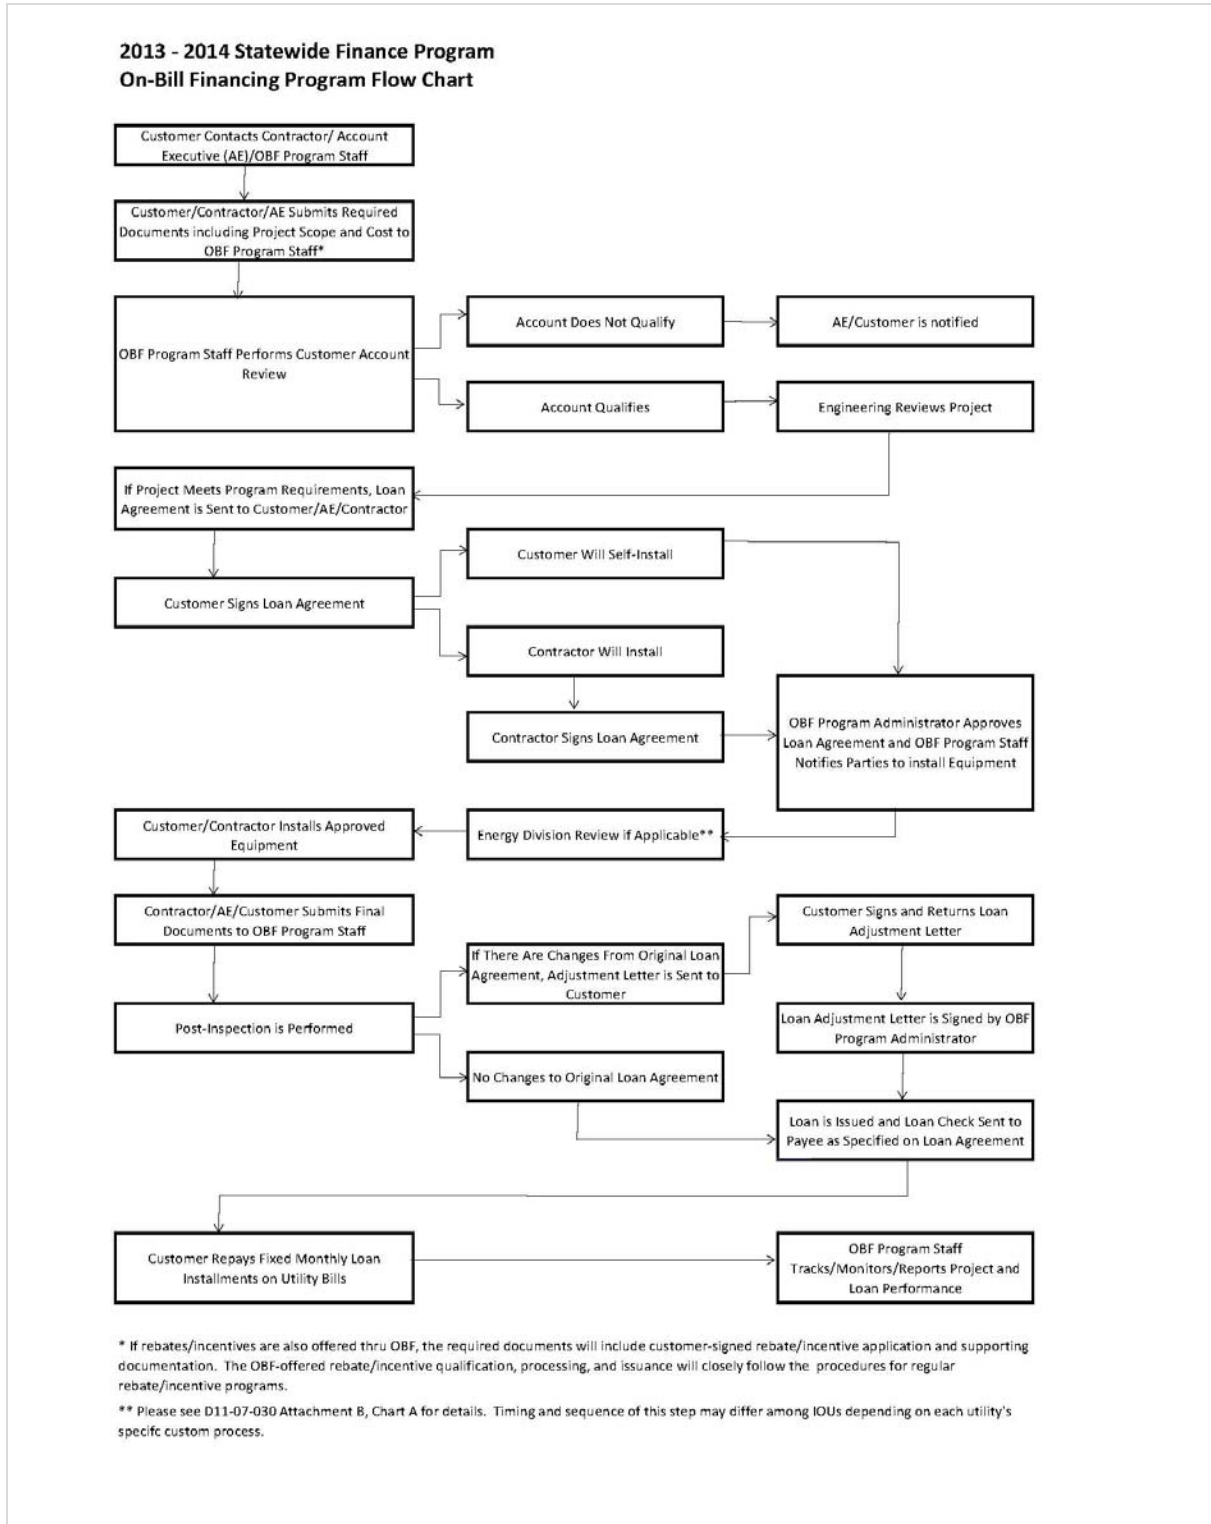 2013 - 2014 Statewide Finance Program
On-Bill Financing Program Flow Chart
Customer Contacts Contractor/ Account
Executive (AE)/OBF Program Staff
Customer/Contractor/AE Submits Required
Documents including Project Scope and Cost to
OBF Program Staff*
OBF Program Staff Performs Customer Account
Review
Account Does Not Qualify
AE/Customer is notified
Account Qualifies
Engineering Reviews Project
If Project Meets Program Requirements, Loan
Agreement is Sent to Customer/AE/Contractor
Customer Signs Loan Agreement
Customer Will Self-Install
Contractor Will Install
Contractor Signs Loan Agreement
OBF Program Administrator Approves
Loan Agreement and OBF Program Staff
Notifies Parties to install Equipment
Energy Division Review if Applicable**
Customer/Contractor Installs Approved
Equipment
Contractor/AE/Customer Submits Final
Documents to OBF Program Staff
Post-Inspection is Performed
If There Are Changes From Original Loan
Agreement, Adjustment Letter is Sent to
Customer
Customer Signs and Returns Loan
Adjustment Letter
Loan Adjustment Letter is Signed by OBF
Program Administrator
No Changes to Original Loan Agreement
Loan is Issued and Loan Check Sent to
Payee as Specified on Loan Agreement
Customer Repays Fixed Monthly Loan
Installments on Utility Bills
OBF Program Staff
Tracks/Monitors/Reports Project and
Loan Performance
* If rebates/incentives are also offered thru OBF, the required documents will include customer-signed rebate/incentive application and supporting
documentation. The OBF-offered rebate/incentive qualification, processing, and issuance will closely follow the procedures for regular
rebate/incentive programs.
** Please see D11-07-030 Attachment B, Chart A for details. Timing and sequence of this step may differ among IOUs depending on each utility's
specifc custom process.